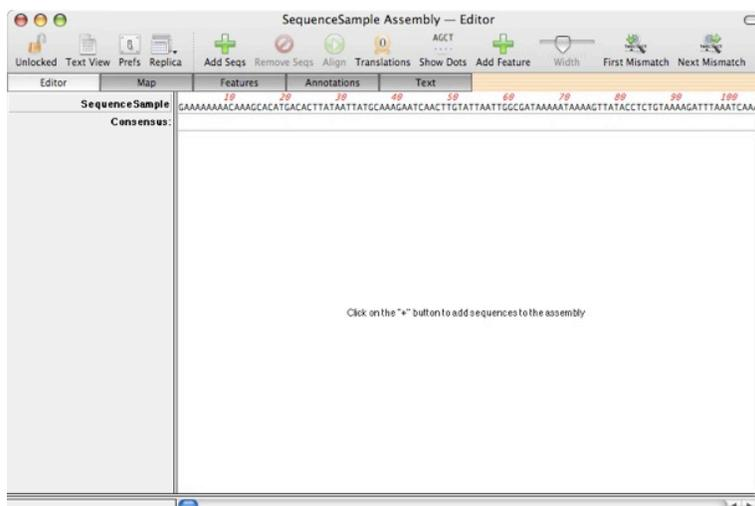 SequenceSample Assembly — Editor
AGCT
Unlocked Text View Prefs Replica Add Seqs Remove Seqs Align Translations Show Dots Add Feature Width First Mismatch Next Mismatch
Editor Map Features Annotations Text
10 20 30 40 50 60 70 80 90 100
SequenceSample GAAAAAAAACAAAGCACATGACACTTATAATTATGCAAAGAATCAACTTGTATTAATTGGCGATAAAAATAAAAGTTATACCTCTGTAAAAGATTTAAATCAA
Consensus:
Click on the "+" button to add sequences to the assembly